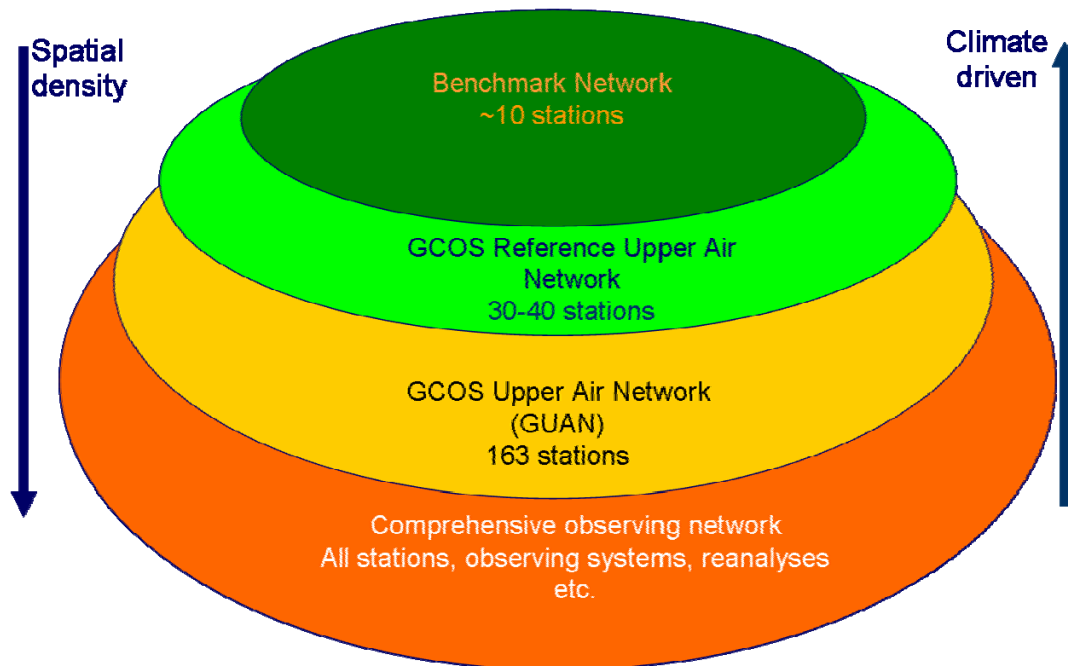 Spatial
density
Climate
driven
Benchmark Network
~10 stations
GCOS Reference Upper Air
Network
30-40 stations
GCOS Upper Air Network
(GUAN)
163 stations
Comprehensive observing network
All stations, observing systems, reanalyses
etc.